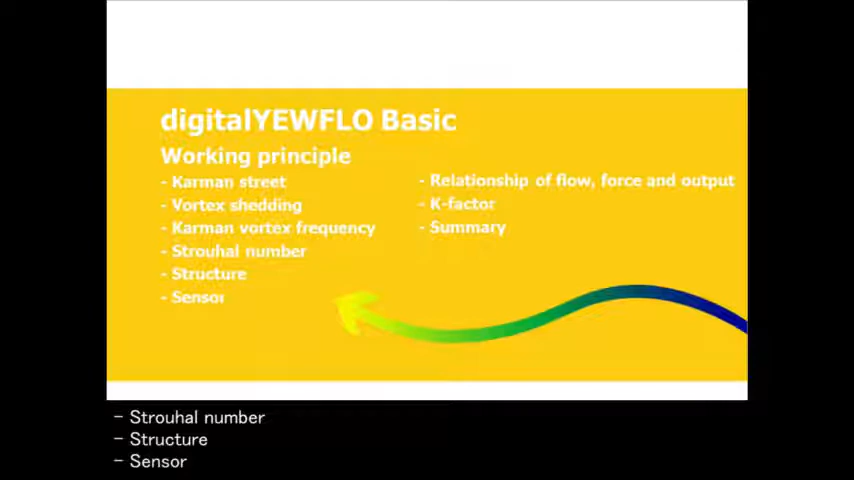 digitalYEWFLO Basic
Working principle
- Karman street
- Vortex shedding
- Karman vortex frequency
- Strouhal number
- Structure
- Sensor
- Relationship of flow, force and output
- K-factor
- Summary
- Strouhal number
- Structure
- Sensor